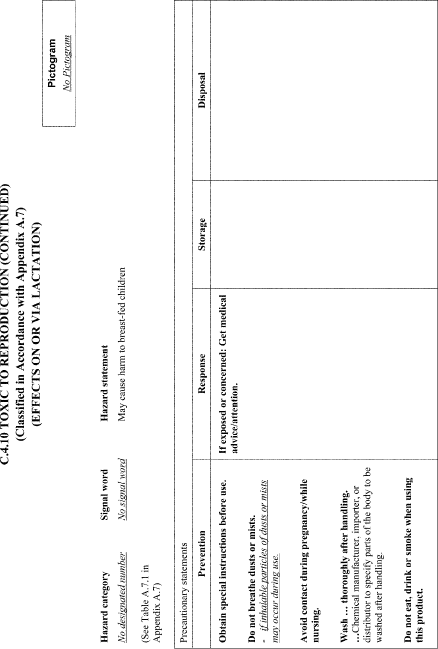 C.4.10 TOXIC TO REPRODUCTION (CONTINUED)
(Classified in Accordance with Appendix A.7)
(EFFECTS ON OR VIA LACTATION)
Pictogram
No Pictogram
Hazard category
No designated number
(See Table A.7.1 in
Appendix A.7)
Signal word
No signal word
Hazard statement
May cause harm to breast-fed children
Precautionary statements
Prevention
Response
Storage
Disposal
Obtain special instructions before use.
Do not breathe dusts or mists.
- if inhalable particles of dusts or mists
may occur during use.
Avoid contact during pregnancy/while
nursing.
Wash … thoroughly after handling.
…Chemical manufacturer, importer, or
distributor to specify parts of the body to be
washed after handling.
Do not eat, drink or smoke when using
this product.
If exposed or concerned: Get medical
advice/attention.